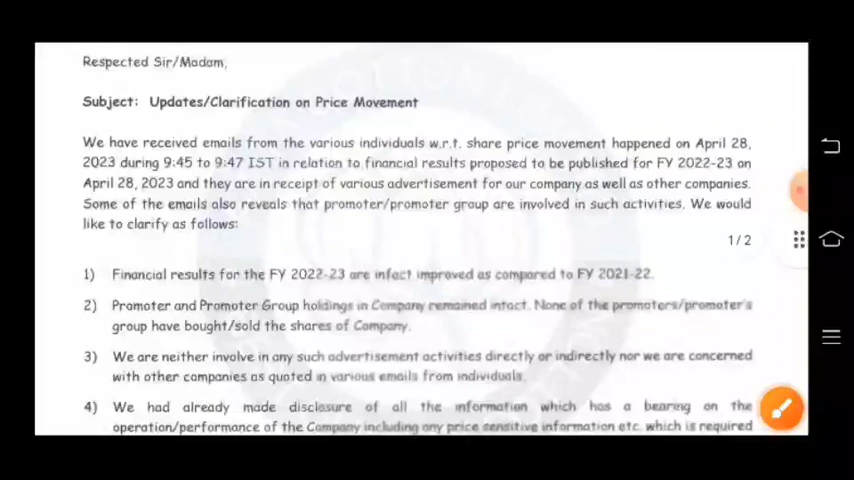 Respected Sir/Madam,
Subject: Updates/Clarification on Price Movement
We have received emails from the various individuals w.r.t. share price movement happened on April 28,
2023 during 9:45 to 9:47 IST in relation to financial results proposed to be published for FY 2022-23 on
April 28, 2023 and they are in receipt of various advertisement for our company as well as other companies.
Some of the emails also reveals that promoter/promoter group are involved in such activities. We would
like to clarify as follows:
1/2
1) Financial results for the FY 2022-23 are infact improved as compared to FY 2021-22.
2) Promoter and Promoter Group holdings in Company remained intact. None of the promoters/promoter's
group have bought/sold the shares of Company.
3) We are neither involve in any such advertisement activities directly or indirectly nor we are concerned
with other companies as quoted in various emails from individuals.
4) We had already made disclosure of all the information which has a bearing on the
operation/performance of the Company including any price sensitive information etc. which is required